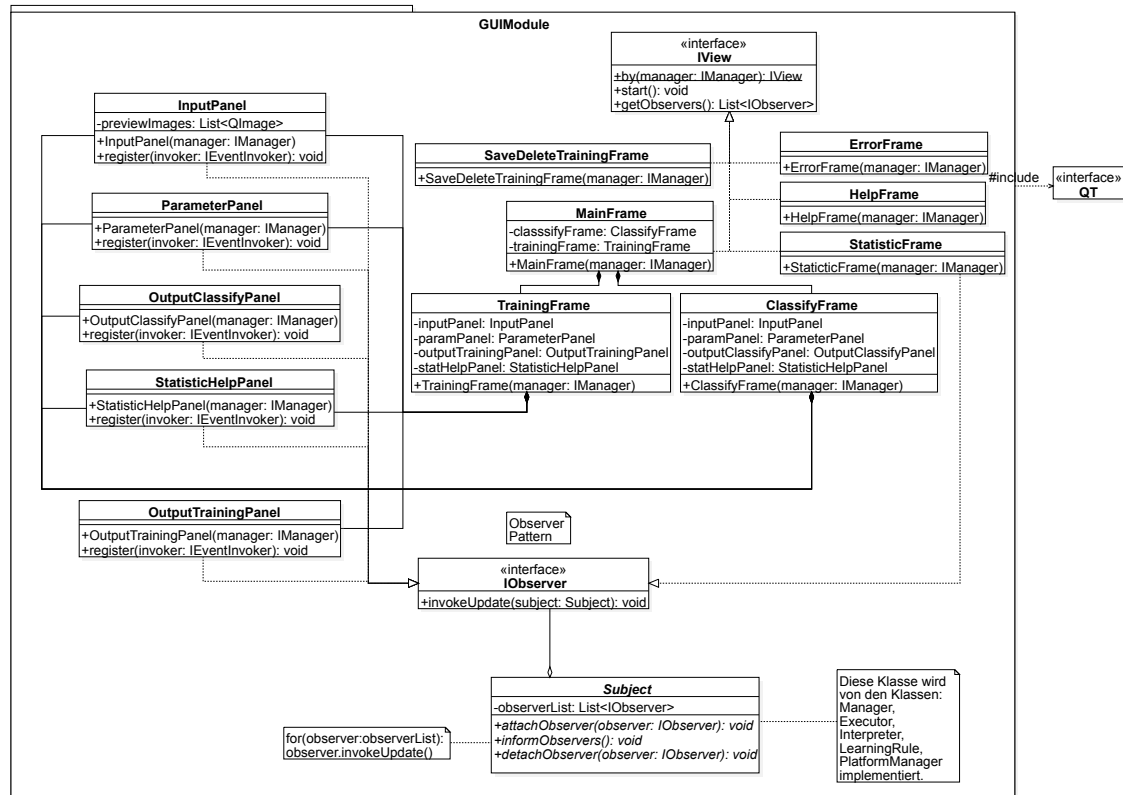 GUIModule
«interface»
IView
+by(manager: IManager): IView
+start(): void
+getObservers(): List<IObserver>
InputPanel
-previewImages: List<QImage>
+InputPanel(manager: IManager)
+register(invoker: IEventInvoker): void
SaveDeleteTrainingFrame
+SaveDeleteTrainingFrame(manager: IManager)
ErrorFrame
+ErrorFrame(manager: IManager)
#include
«interface»
QT
HelpFrame
+HelpFrame(manager: IManager)
ParameterPanel
+ParameterPanel(manager: IManager)
+register(invoker: IEventInvoker): void
MainFrame
-classsifyFrame: ClassifyFrame
-trainingFrame: TrainingFrame
+MainFrame(manager: IManager)
StatisticFrame
+StaticticFrame(manager: IManager)
OutputClassifyPanel
+OutputClassifyPanel(manager: IManager)
+register(invoker: IEventInvoker): void
TrainingFrame
-inputPanel: InputPanel
-paramPanel: ParameterPanel
-outputTrainingPanel: OutputTrainingPanel
-statHelpPanel: StatisticHelpPanel
+TrainingFrame(manager: IManager)
ClassifyFrame
-inputPanel: InputPanel
-paramPanel: ParameterPanel
-outputClassifyPanel: OutputClassifyPanel
-statHelpPanel: StatisticHelpPanel
+ClassifyFrame(manager: IManager)
StatisticHelpPanel
+StatisticHelpPanel(manager: IManager)
+register(invoker: IEventInvoker): void
OutputTrainingPanel
+OutputTrainingPanel(manager: IManager)
+register(invoker: IEventInvoker): void
Observer
Pattern
«interface»
IObserver
+invokeUpdate(subject: Subject): void
Subject
-observerList: List<IObserver>
+attachObserver(observer: IObserver): void
+informObservers(): void
+detachObserver(observer: IObserver): void
for(observer:observerList):
observer.invokeUpdate()
Diese Klasse wird
von den Klassen:
Manager,
Executor,
Interpreter,
LearningRule,
PlatformManager
implementiert.